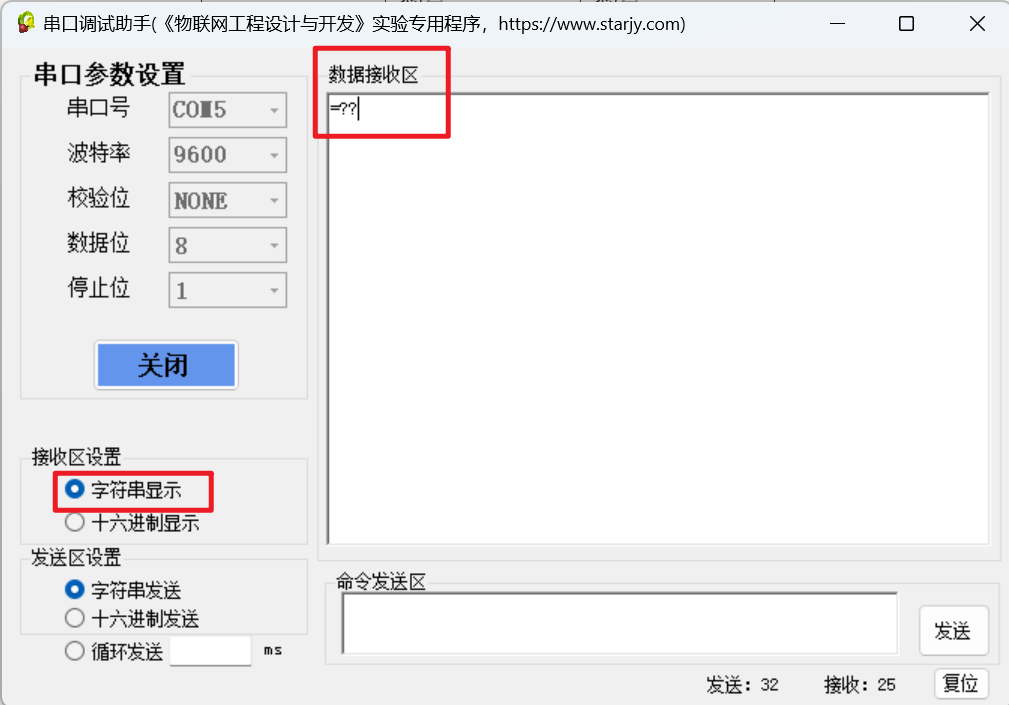 串口调试助手(《物联网工程设计与开发》实验专用程序，https://www.starjy.com)
串口参数设置
串口号 COM5
波特率 9600
校验位 NONE
数据位 8
停止位 1
关闭
接收区设置
字符串显示
十六进制显示
发送区设置
字符串发送
十六进制发送
循环发送 ms
数据接收区
=??
命令发送区
发送
发送：32 接收：25 复位